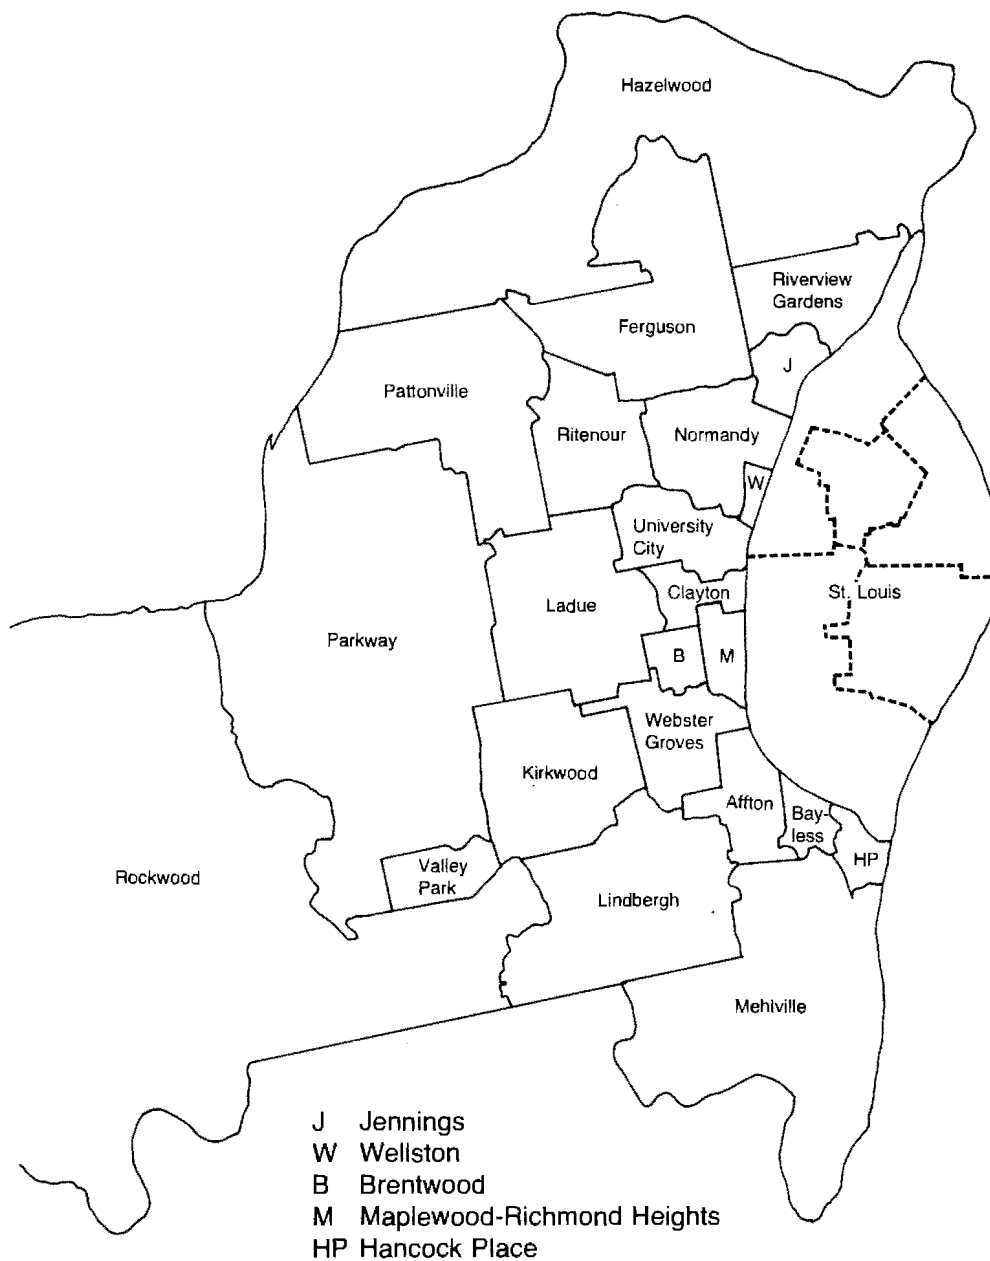 Hazelwood
Riverview
Gardens
Ferguson
J
Pattonville
Ritenour
Normandy
W
University
City
Clayton
St. Louis
Ladue
Parkway
B
M
Webster
Groves
Kirkwood
Affton
Bay-
less
HP
Valley
Park
Rockwood
Lindbergh
Mehlville
J Jennings
W Wellston
B Brentwood
M Maplewood-Richmond Heights
HP Hancock Place